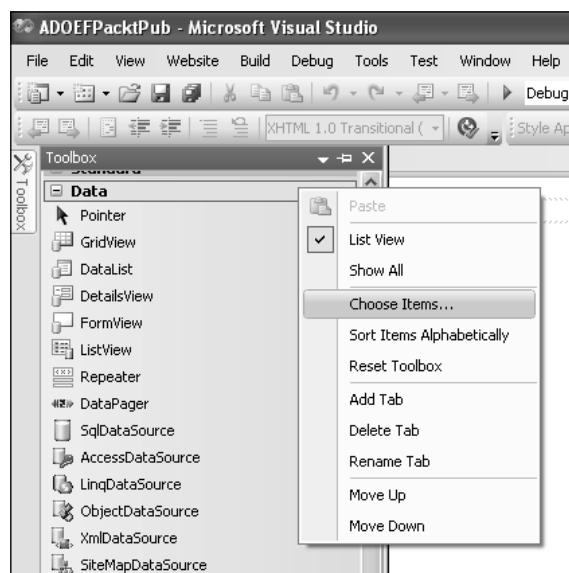 ADOEFPacktPub - Microsoft Visual Studio
File Edit View Website Build Debug Tools Test Window Help
Debug
XHTML 1.0 Transitional ( Style Ap
Toolbox
Toolbox
Standard
Data
Pointer
GridView
DataList
DetailsView
FormView
ListView
Repeater
DataPager
SqlDataSource
AccessDataSource
LinqDataSource
ObjectDataSource
XmlDataSource
SiteMapDataSource
Paste
List View
Show All
Choose Items...
Sort Items Alphabetically
Reset Toolbox
Add Tab
Delete Tab
Rename Tab
Move Up
Move Down